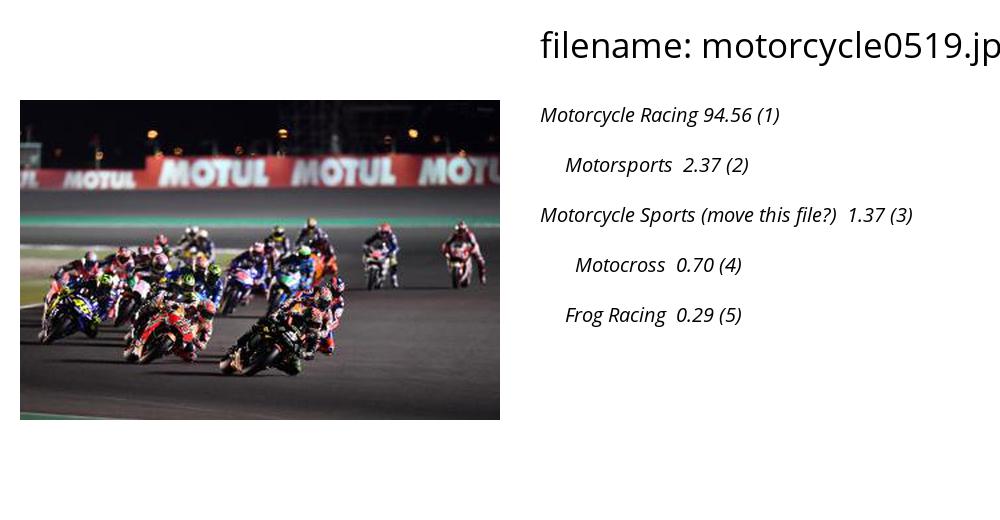 filename: motorcycle0519.jp
Motorcycle Racing 94.56 (1)
Motorsports 2.37 (2)
Motorcycle Sports (move this file?) 1.37 (3)
Motocross 0.70 (4)
Frog Racing 0.29 (5)
MOTUL MOTUL MOTUL
46